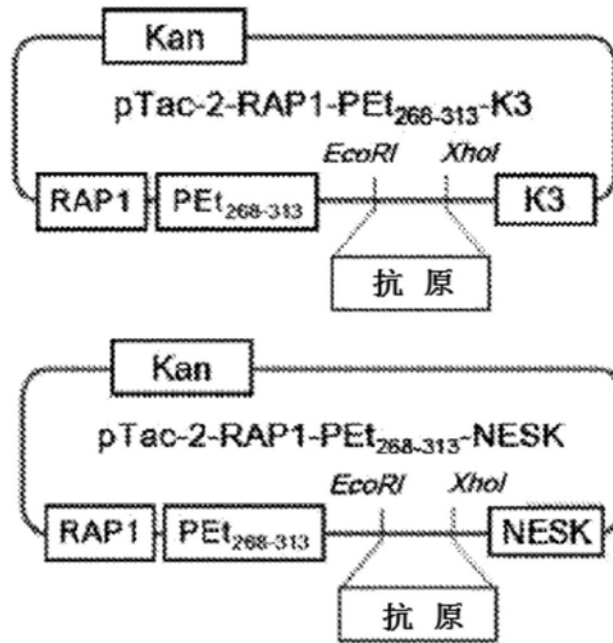 Kan
pTac-2-RAP1-PEt268-313-K3
EcoRI XhoI
RAP1 PEt268-313 K3
抗 原
Kan
pTac-2-RAP1-PEt268-313-NESK
EcoRI XhoI
RAP1 PEt268-313 NESK
抗 原